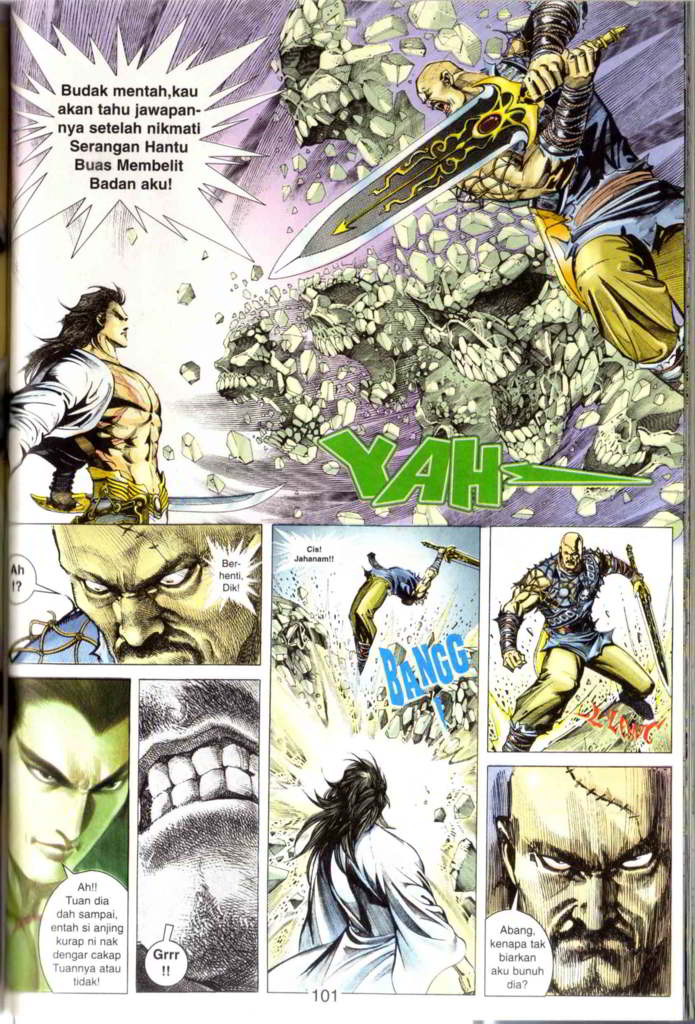 Budak mentah,kau
akan tahu jawapan-
nya setelah nikmati
Serangan Hantu
Buas Membelit
Badan aku!
YAH
Ah
!?
Ber-
henti,
Dik!
Cis!
Jahanam!!
BANGG
!
Ah!!
Tuan dia
dah sampai,
entah si anjing
kurap ni nak
dengar cakap
Tuannya atau
tidak!
Grrr
!!
Abang,
kenapa tak
biarkan
aku bunuh
dia?
101